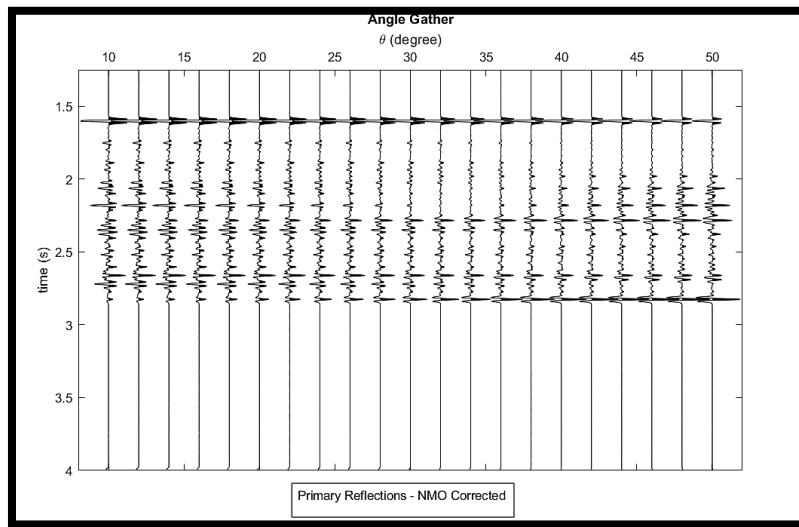 Angle Gather
θ (degree)
10 15 20 25 30 35 40 45 50
1.5
2
2.5
3
3.5
4
time (s)
Primary Reflections - NMO Corrected